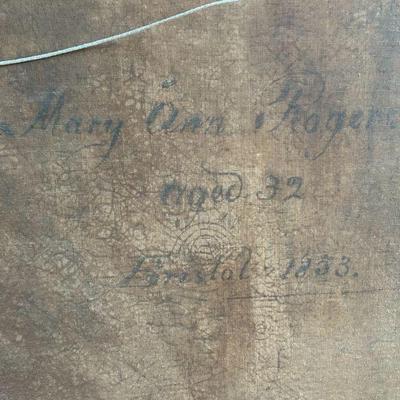 Mary Ann Rogers
aged 32
Bristol 1833.